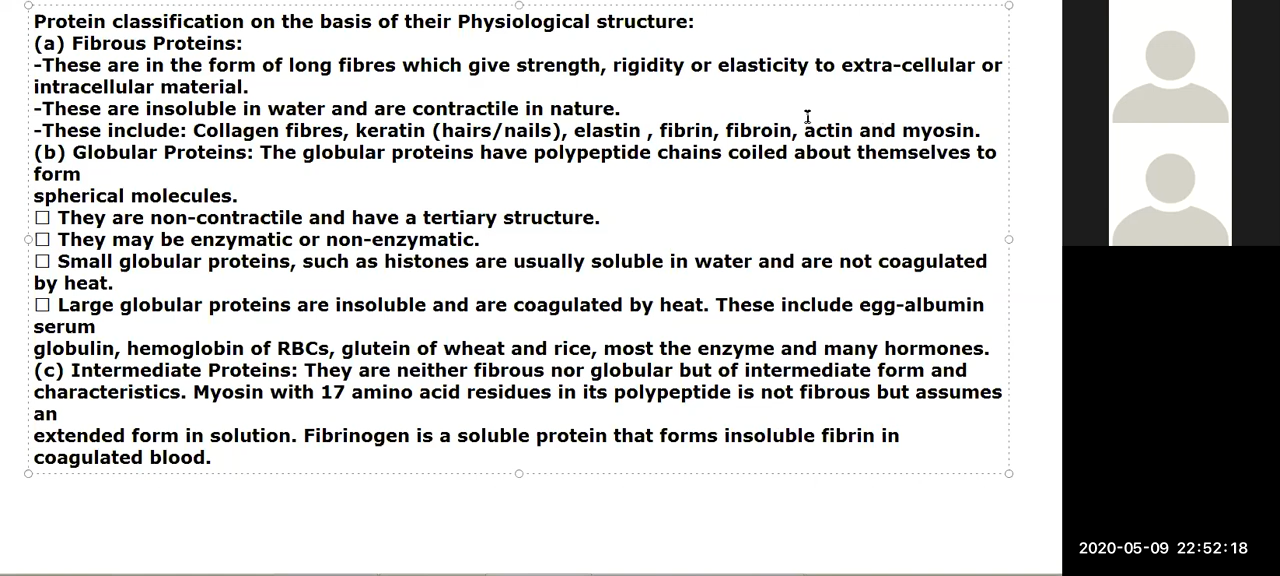 Protein classification on the basis of their Physiological structure:
(a) Fibrous Proteins:
-These are in the form of long fibres which give strength, rigidity or elasticity to extra-cellular or
intracellular material.
-These are insoluble in water and are contractile in nature.
-These include: Collagen fibres, keratin (hairs/nails), elastin , fibrin, fibroin, actin and myosin.
(b) Globular Proteins: The globular proteins have polypeptide chains coiled about themselves to
form
spherical molecules.
☐ They are non-contractile and have a tertiary structure.
☐ They may be enzymatic or non-enzymatic.
☐ Small globular proteins, such as histones are usually soluble in water and are not coagulated
by heat.
☐ Large globular proteins are insoluble and are coagulated by heat. These include egg-albumin
serum
globulin, hemoglobin of RBCs, glutein of wheat and rice, most the enzyme and many hormones.
(c) Intermediate Proteins: They are neither fibrous nor globular but of intermediate form and
characteristics. Myosin with 17 amino acid residues in its polypeptide is not fibrous but assumes
an
extended form in solution. Fibrinogen is a soluble protein that forms insoluble fibrin in
coagulated blood.
2020-05-09 22:52:18